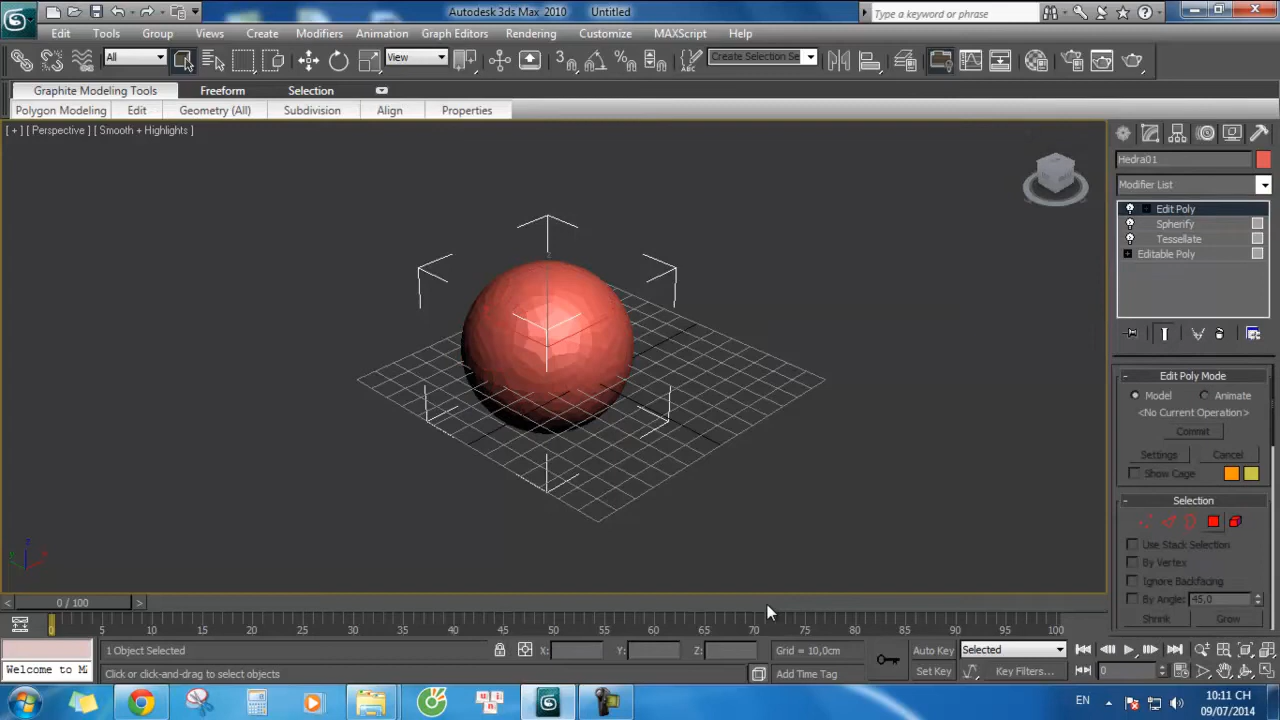 Autodesk 3ds Max 2010 Untitled
Type a keyword or phrase
Edit Tools Group Views Create Modifiers Animation Graph Editors Rendering Customize MAXScript Help
All
View
Create Selection Se
Graphite Modeling Tools Freeform Selection
Polygon Modeling Edit Geometry (All) Subdivision Align Properties
[ + ] [ Perspective ] [ Smooth + Highlights ]
Hedra01
Modifier List
Edit Poly
Spherify
Tessellate
Editable Poly
Edit Poly Mode
Model Animate
<No Current Operation>
Commit
Settings Cancel
Show Cage
Selection
Use Stack Selection
By Vertex
Ignore Backfacing
By Angle: 45,0
Shrink Grow
0 / 100
0 5 10 15 20 25 30 35 40 45 50 55 60 65 70 75 80 85 90 95 100
1 Object Selected X: Y: Z: Grid = 10,0cm Auto Key Selected
Welcome to M Click or click-and-drag to select objects Add Time Tag Set Key Key Filters... 0
EN 10:11 CH
09/07/2014